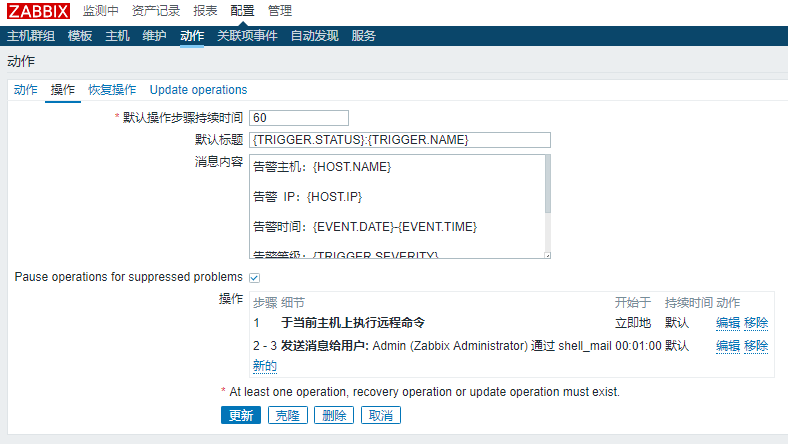 ZABBIX 监测中 资产记录 报表 配置 管理
主机群组 模板 主机 维护 动作 关联项事件 自动发现 服务
动作
动作 操作 恢复操作 Update operations
* 默认操作步骤持续时间 60
默认标题 {TRIGGER.STATUS}:{TRIGGER.NAME}
消息内容 告警主机：{HOST.NAME}
告警 IP：{HOST.IP}
告警时间：{EVENT.DATE}-{EVENT.TIME}
告警等级：{TRIGGER.SEVERITY}
Pause operations for suppressed problems
操作 步骤 细节 开始于 持续时间 动作
1 于当前主机上执行远程命令 立即地 默认 编辑 移除
2 - 3 发送消息给用户: Admin (Zabbix Administrator) 通过 shell_mail 00:01:00 默认 编辑 移除
新的
* At least one operation, recovery operation or update operation must exist.
更新 克隆 删除 取消